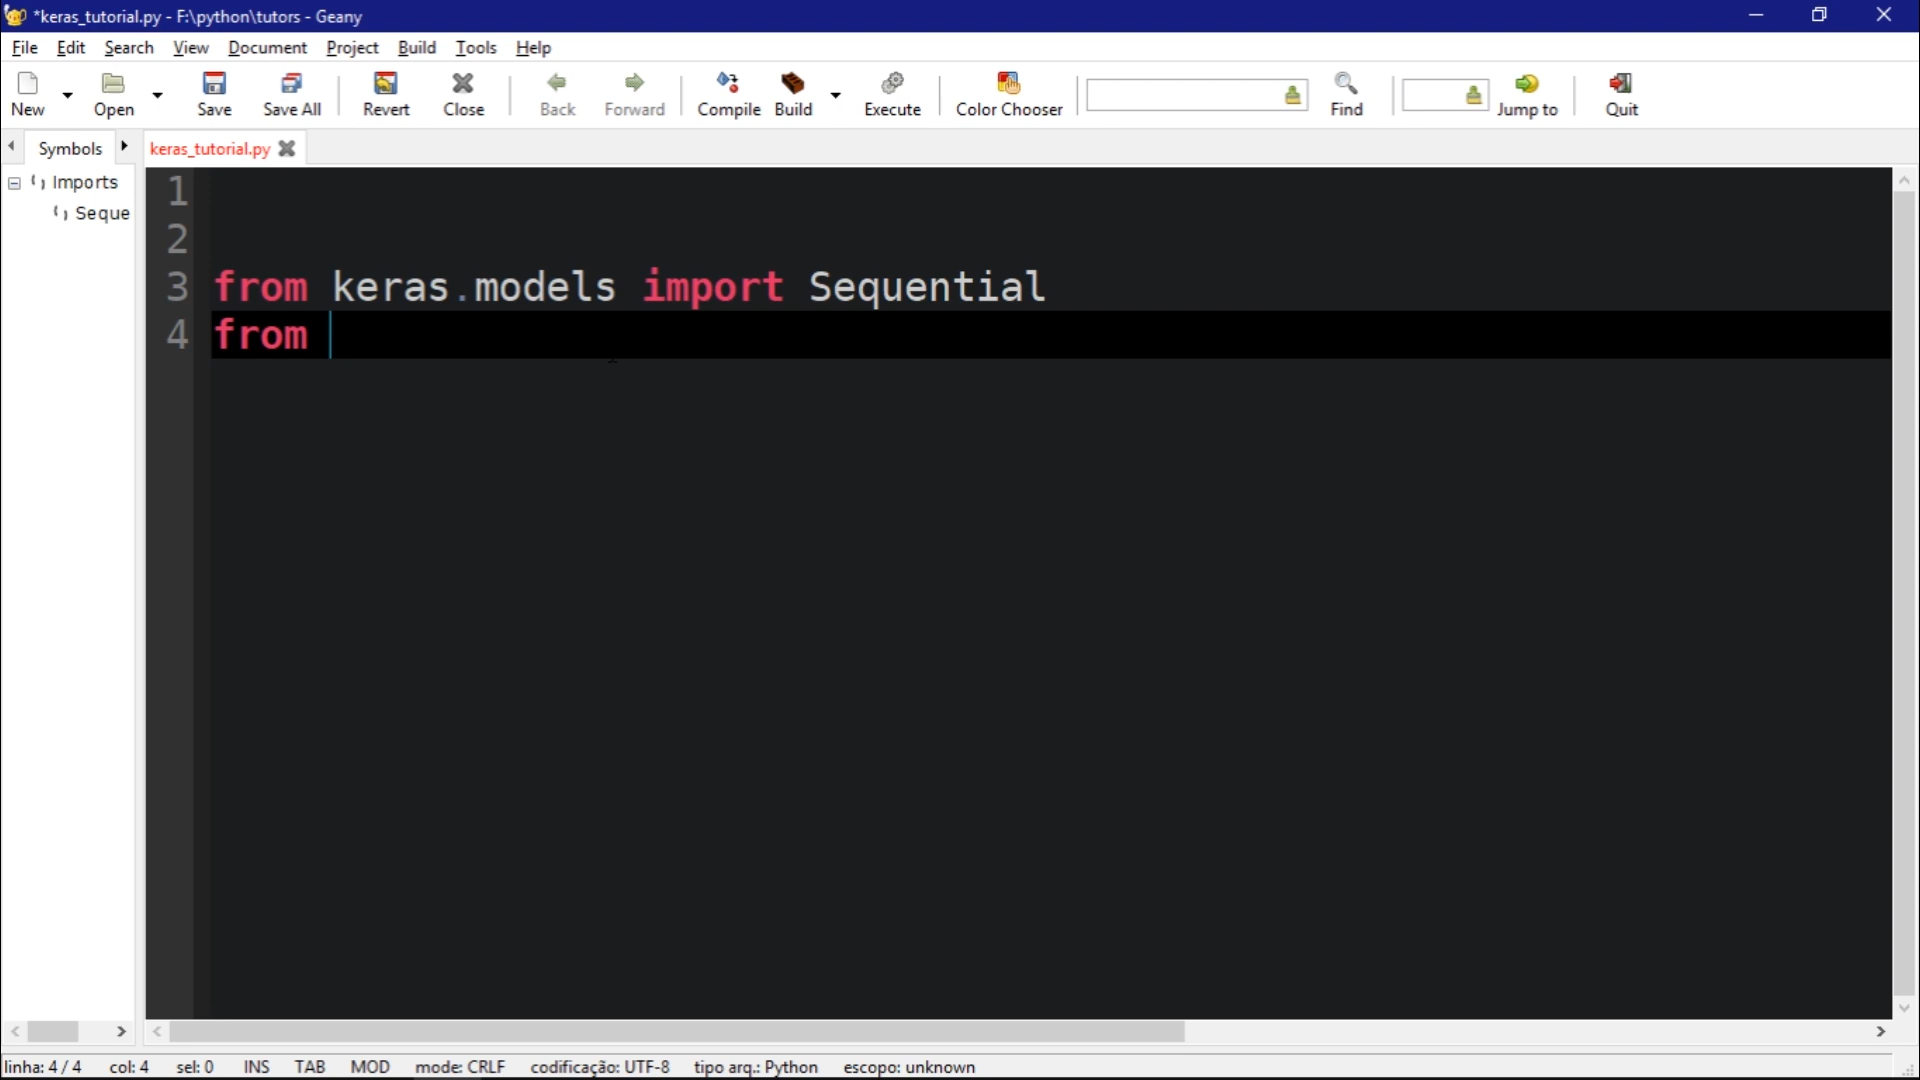 *keras_tutorial.py - F:\python\tutors - Geany
File Edit Search View Document Project Build Tools Help
New Open Save Save All Revert Close Back Forward Compile Build Execute Color Chooser Find Jump to Quit
Symbols keras_tutorial.py
Imports
Seque
1
2
3 from keras.models import Sequential
4 from
linha: 4 / 4 col: 4 sel: 0 INS TAB MOD mode: CRLF codificação: UTF-8 tipo arq.: Python escopo: unknown